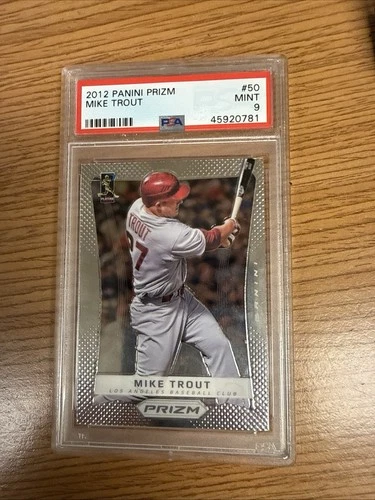 2012 PANINI PRIZM #50
MIKE TROUT MINT
9
PSA 45920781
TROUT
27
PANINI
MIKE TROUT
LOS ANGELES BASEBALL CLUB
PRIZM